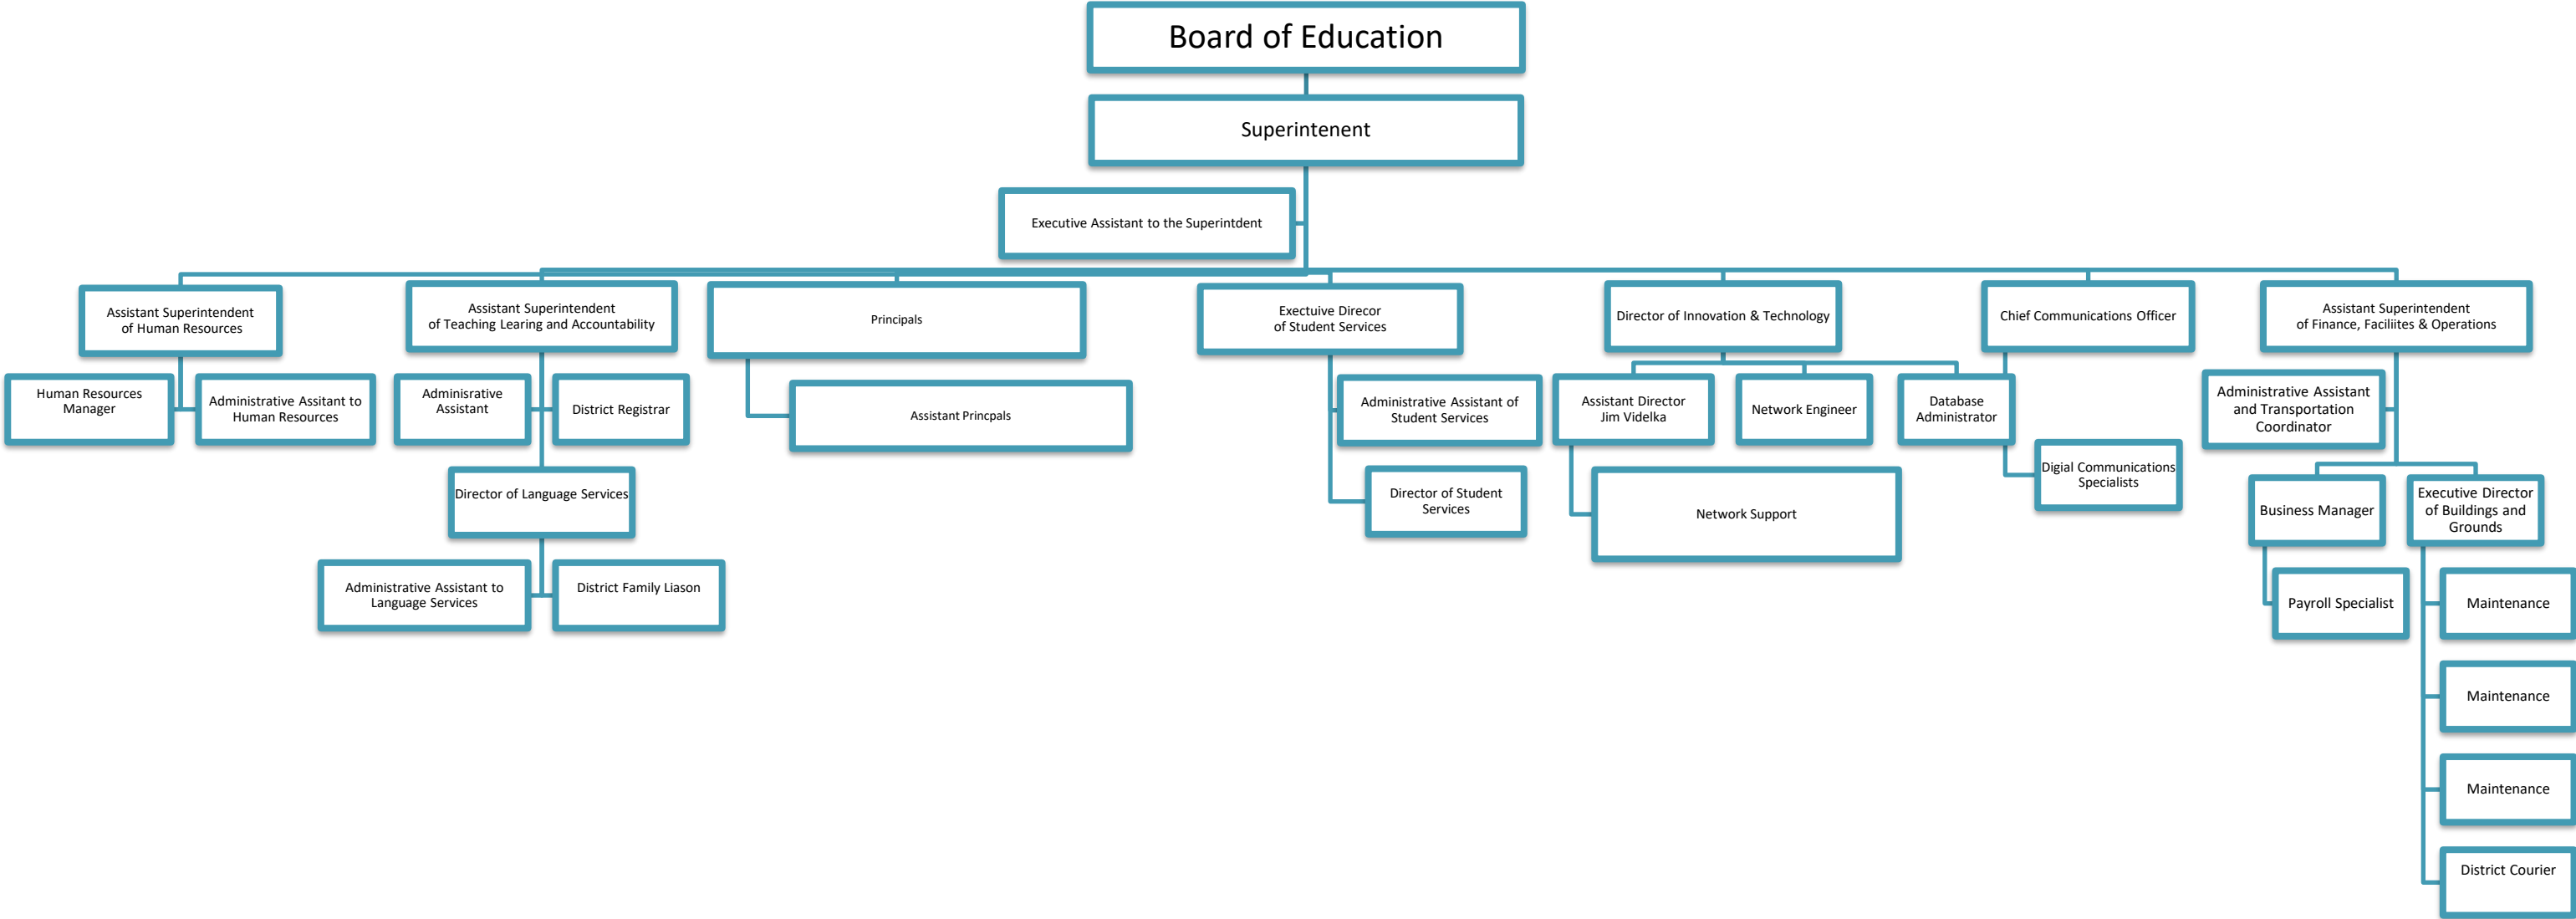 Board of Education
Superintenent
Executive Assistant to the Superintdent
Assistant Superintendent
of Human Resources
Human Resources
Manager
Administrative Assitant to
Human Resources
Assistant Superintendent
of Teaching Learing and Accountability
Adminisrative
Assistant
District Registrar
Director of Language Services
Administrative Assistant to
Language Services
District Family Liason
Principals
Assistant Princpals
Exectuive Direcor
of Student Services
Administrative Assistant of
Student Services
Director of Student
Services
Director of Innovation & Technology
Assistant Director
Jim Videlka
Network Engineer
Database
Administrator
Network Support
Chief Communications Officer
Digial Communications
Specialists
Assistant Superintendent
of Finance, Faciliites & Operations
Administrative Assistant
and Transportation
Coordinator
Business Manager
Payroll Specialist
Executive Director
of Buildings and
Grounds
Maintenance
Maintenance
Maintenance
District Courier